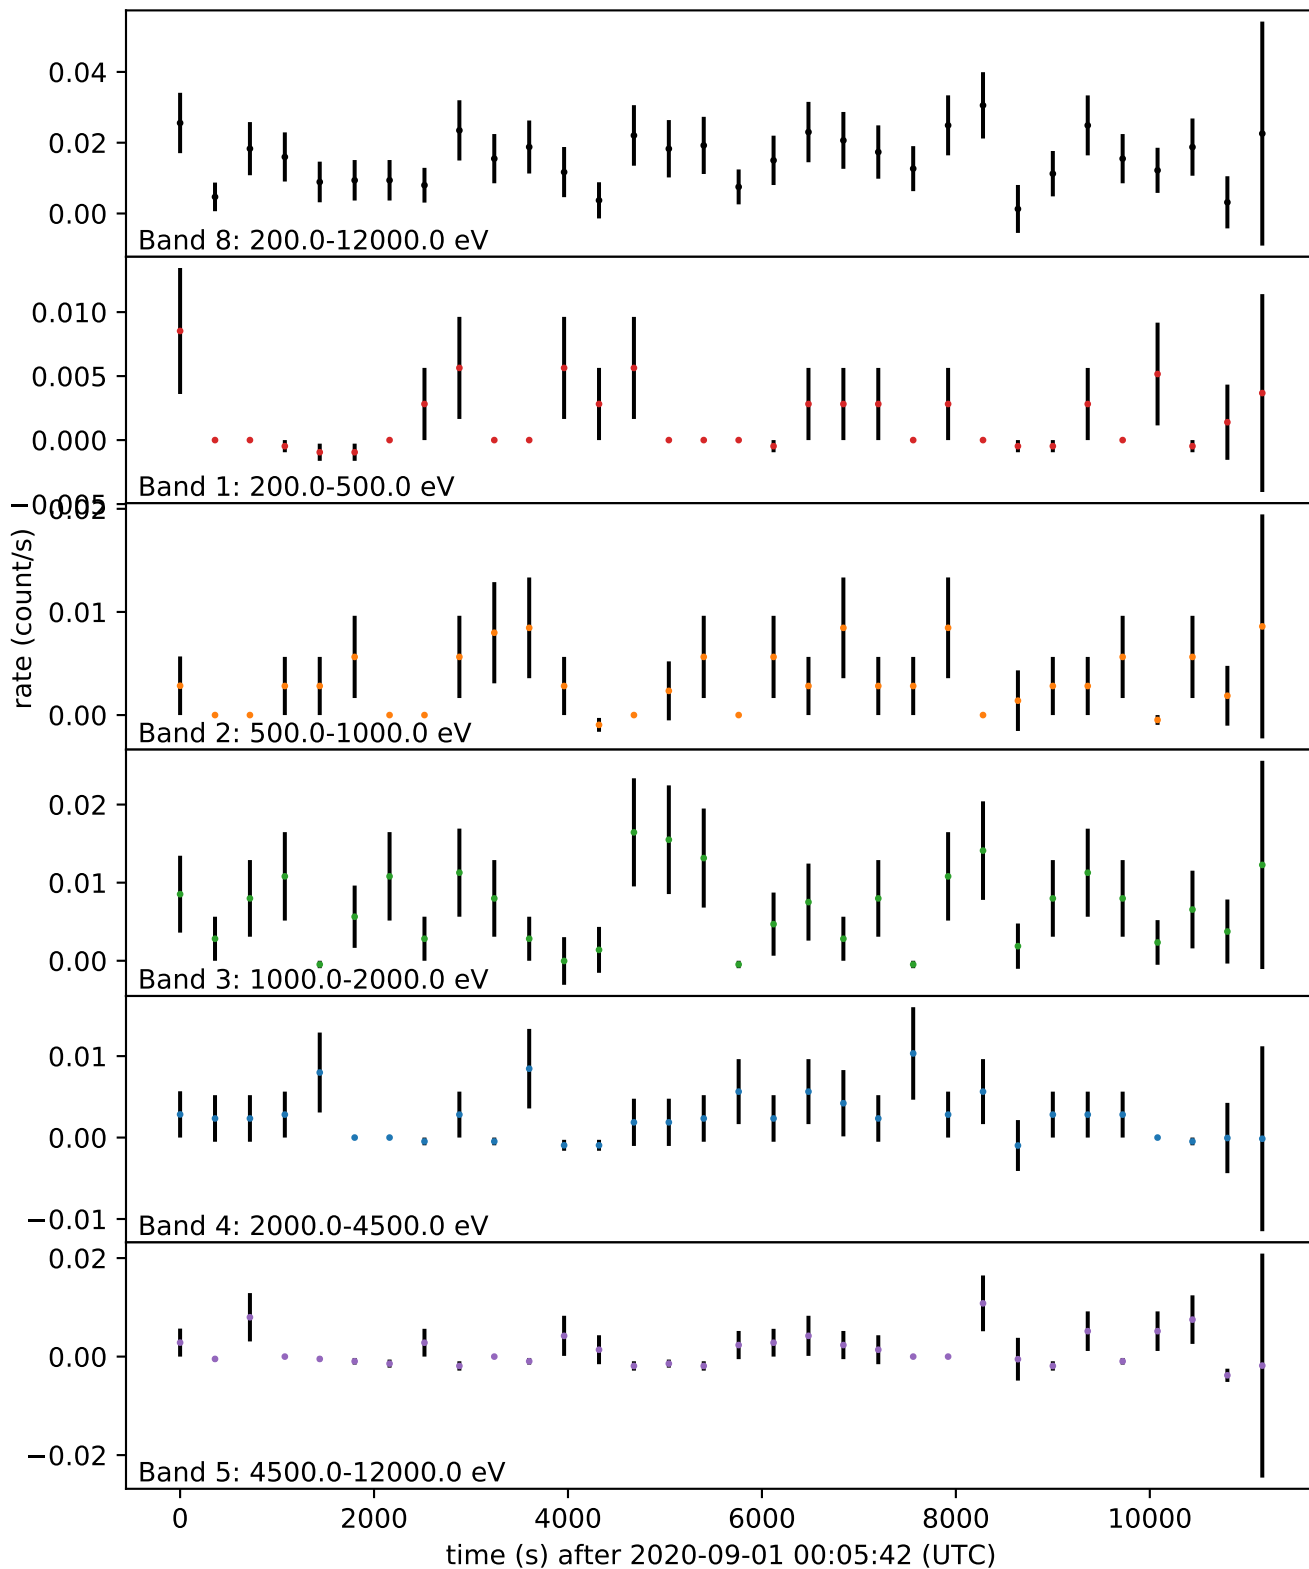 0.04
0.02
0.00
Band 8: 200.0-12000.0 eV
0.010
0.005
0.000
−0.005
Band 1: 200.0-500.0 eV
rate (count/s)
0.02
0.01
0.00
Band 2: 500.0-1000.0 eV
0.02
0.01
0.00
Band 3: 1000.0-2000.0 eV
0.01
0.00
−0.01
Band 4: 2000.0-4500.0 eV
0.02
0.00
−0.02
Band 5: 4500.0-12000.0 eV
0 2000 4000 6000 8000 10000
time (s) after 2020-09-01 00:05:42 (UTC)